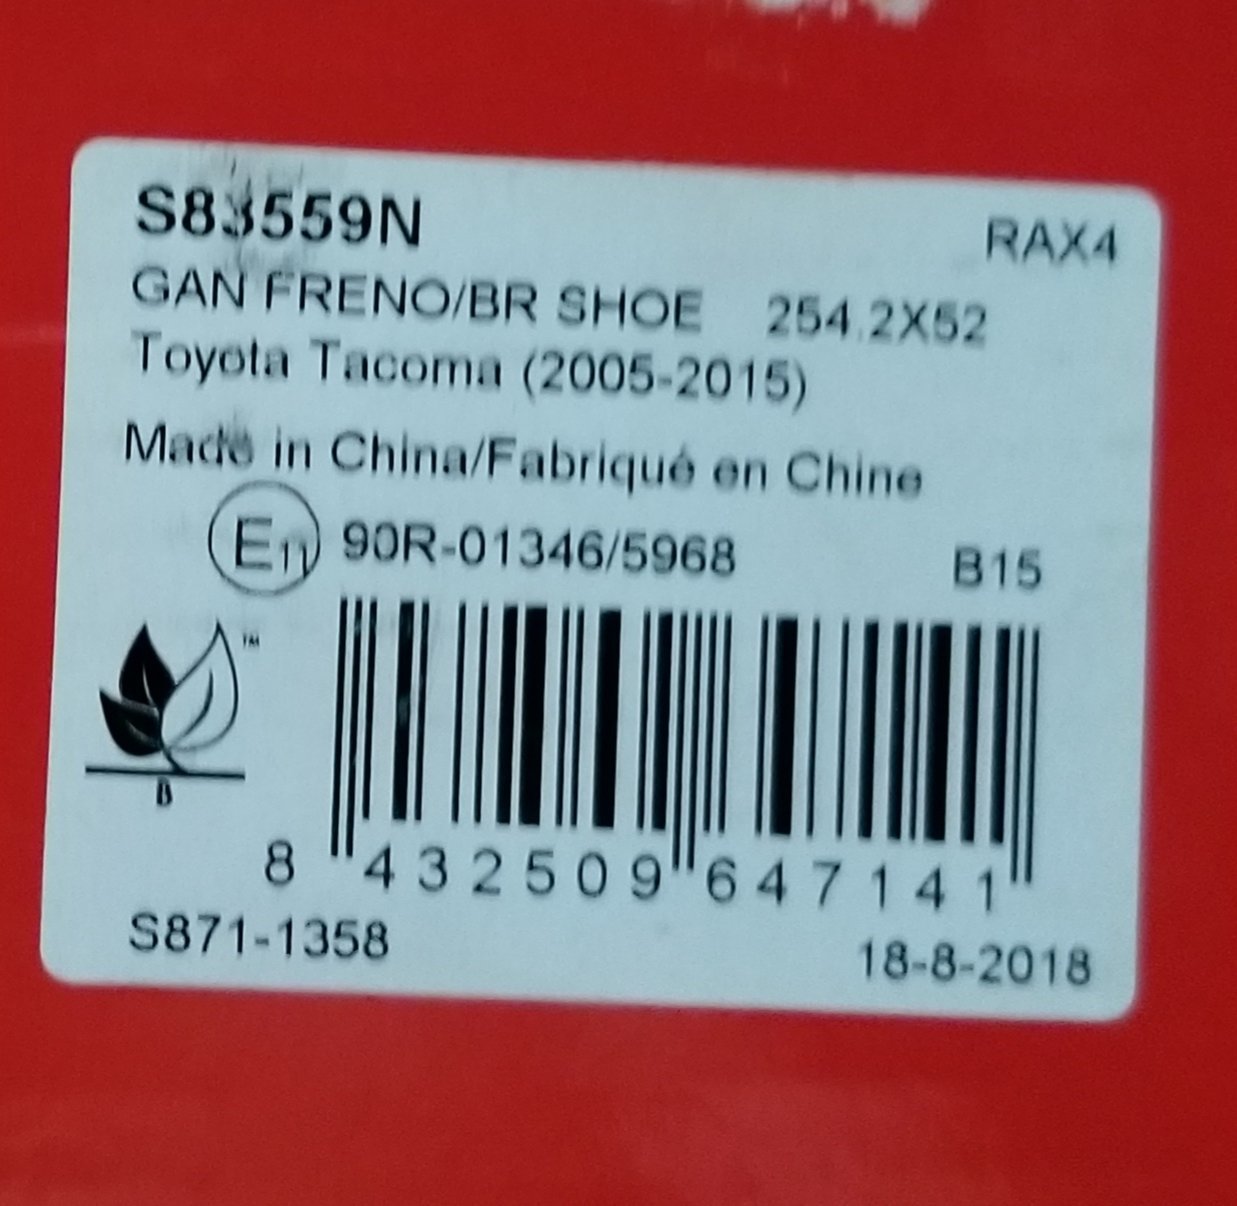 S83559N RAX4
GAN FRENO/BR SHOE 254.2X52
Toyota Tacoma (2005-2015)
Made in China/Fabriqué en Chine
E11 90R-01346/5968 B15
TM
B
8 432509 647141
S871-1358 18-8-2018